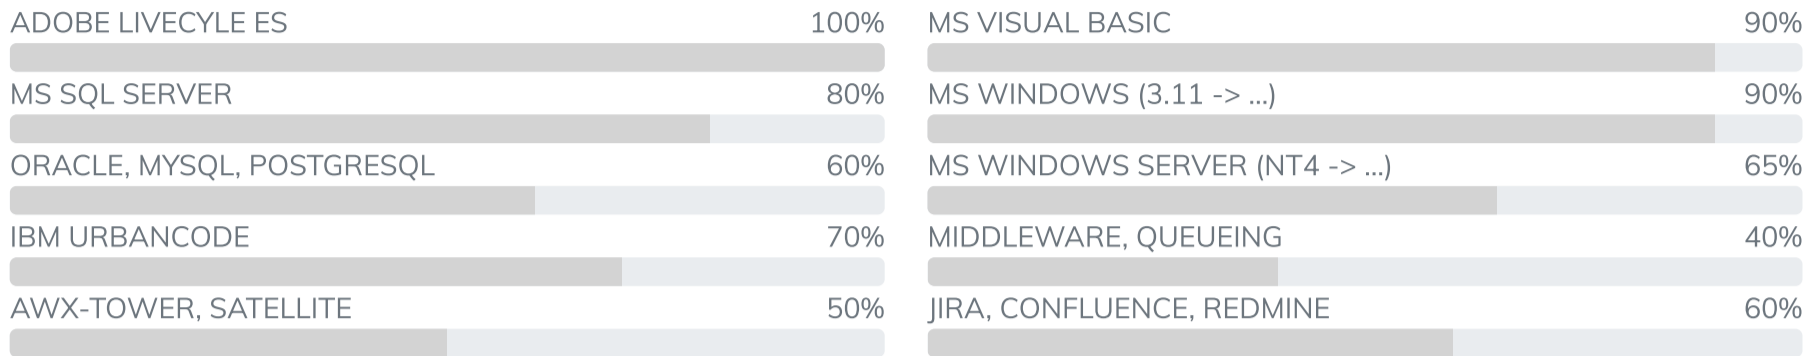 ADOBE LIVECYLE ES 100%
MS SQL SERVER 80%
ORACLE, MYSQL, POSTGRESQL 60%
IBM URBANCODE 70%
AWX-TOWER, SATELLITE 50%
MS VISUAL BASIC 90%
MS WINDOWS (3.11 -> ...) 90%
MS WINDOWS SERVER (NT4 -> ...) 65%
MIDDLEWARE, QUEUEING 40%
JIRA, CONFLUENCE, REDMINE 60%